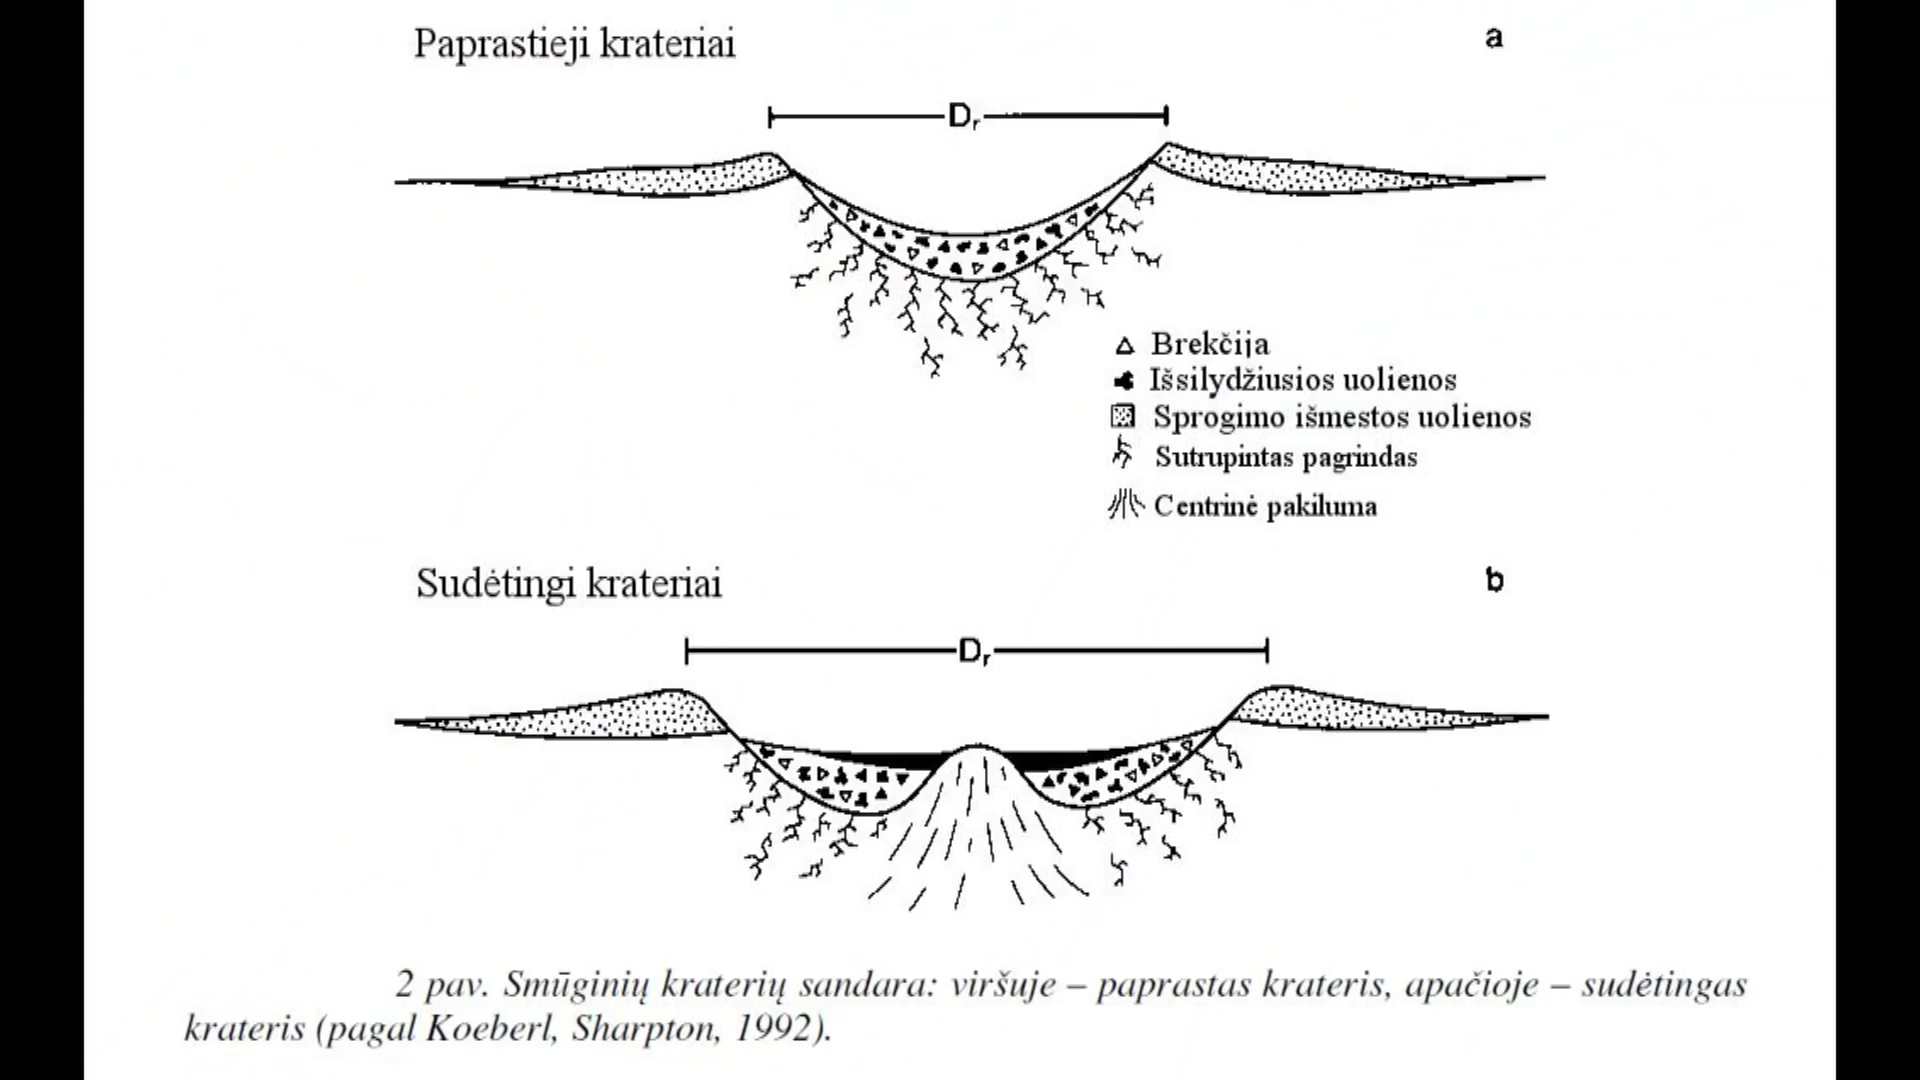 Paprastieji krateriai
a
Dr
Brekčija
Išsilydžiusios uolienos
Sprogimo išmestos uolienos
Sutrupintas pagrindas
Centrinė pakiluma
Sudėtingi krateriai
b
Dr
2 pav. Smūginių kraterių sandara: viršuje – paprastas krateris, apačioje – sudėtingas
krateris (pagal Koeberl, Sharpton, 1992).